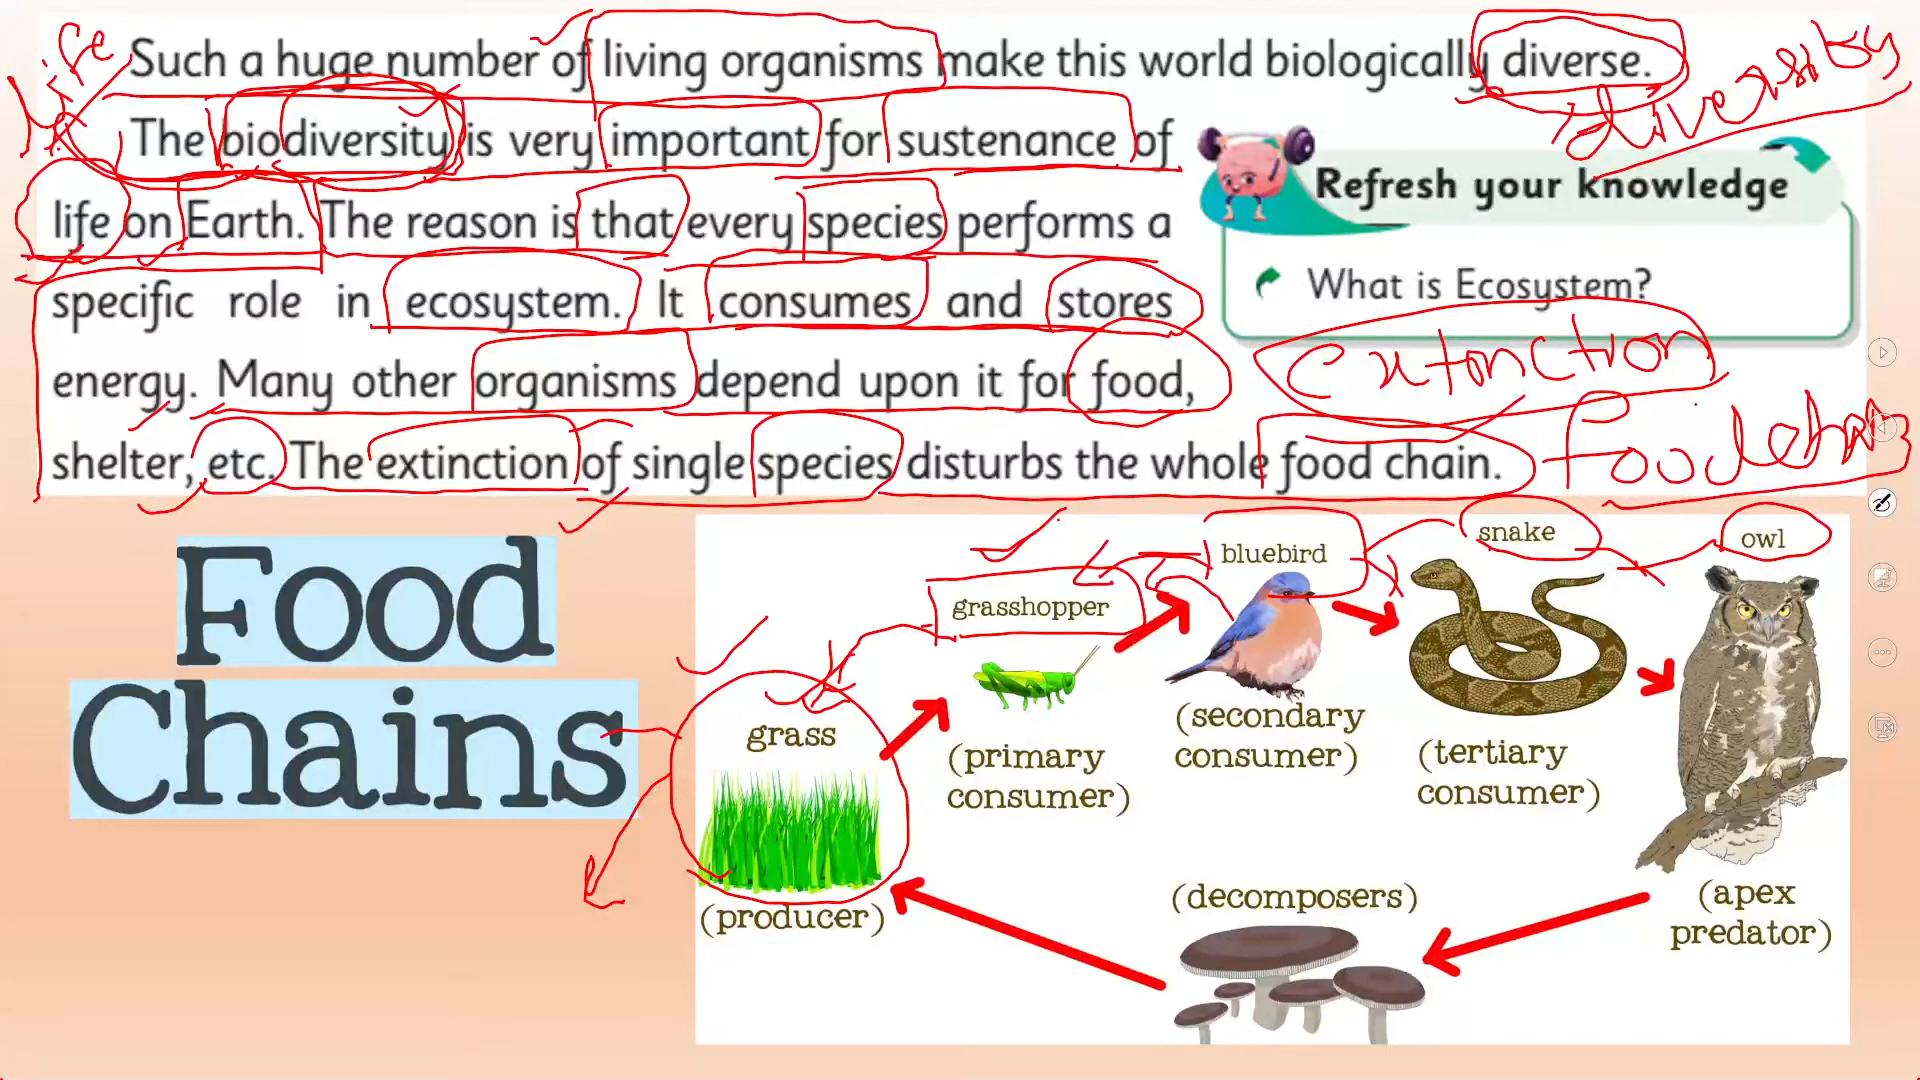 Such a huge number of living organisms make this world biologically diverse.
The biodiversity is very important for sustenance of
life on Earth. The reason is that every species performs a
specific role in ecosystem. It consumes and stores
energy. Many other organisms depend upon it for food,
shelter, etc. The extinction of single species disturbs the whole food chain.
Life
diversity
Refresh your knowledge
What is Ecosystem?
Food
Chains
grass
(producer)
grasshopper
(primary
consumer)
bluebird
(secondary
consumer)
snake
(tertiary
consumer)
owl
(apex
predator)
(decomposers)